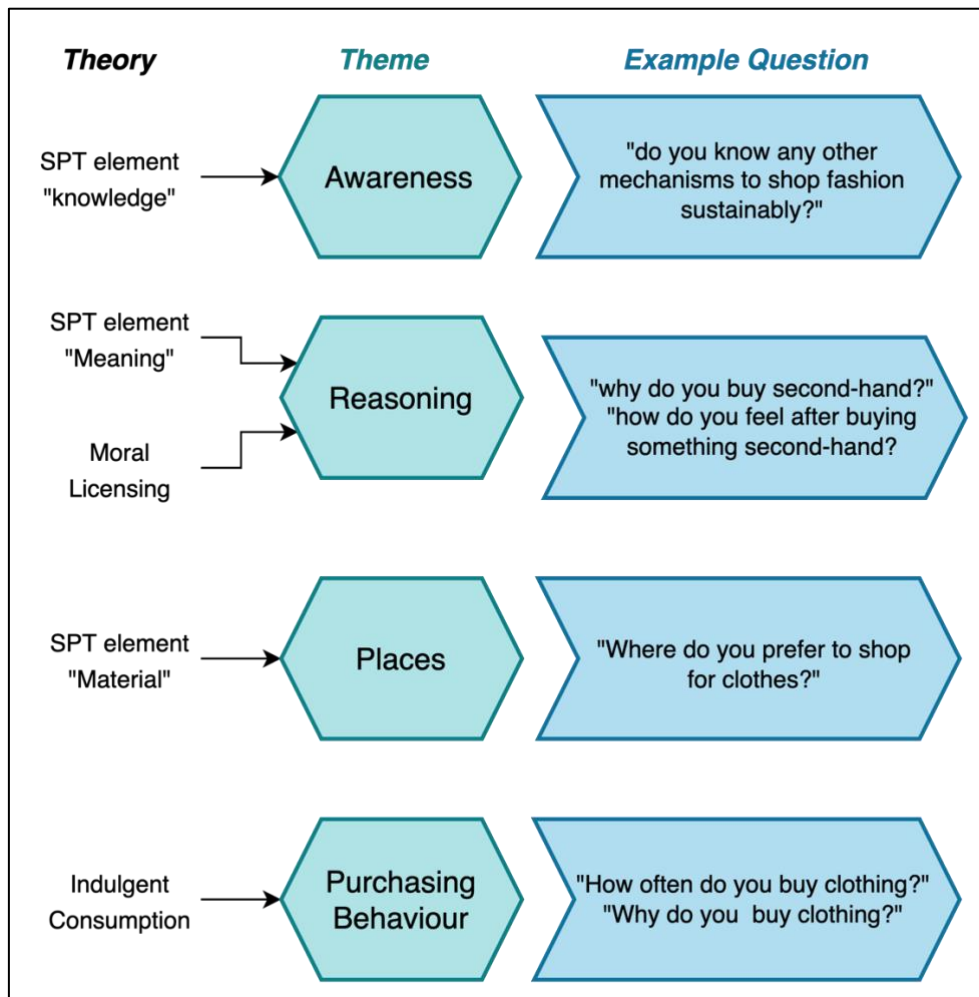 Theory
Theme
Example Question
SPT element
"knowledge"
Awareness
"do you know any other
mechanisms to shop fashion
sustainably?"
SPT element
"Meaning"
Moral
Licensing
Reasoning
"why do you buy second-hand?"
"how do you feel after buying
something second-hand?
SPT element
"Material"
Places
"Where do you prefer to shop
for clothes?"
Indulgent
Consumption
Purchasing
Behaviour
"How often do you buy clothing?"
"Why do you  buy clothing?"